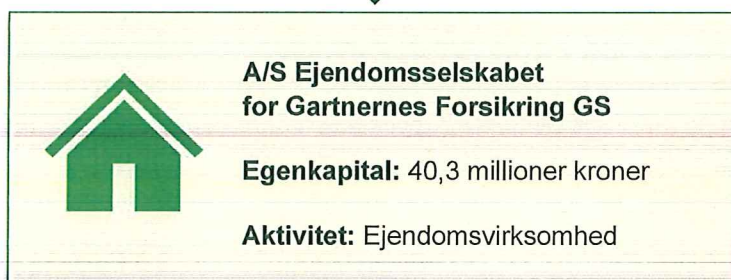 A/S Ejendomsselskabet
for Gartnernes Forsikring GS
Egenkapital: 40,3 millioner kroner
Aktivitet: Ejendomsvirksomhed